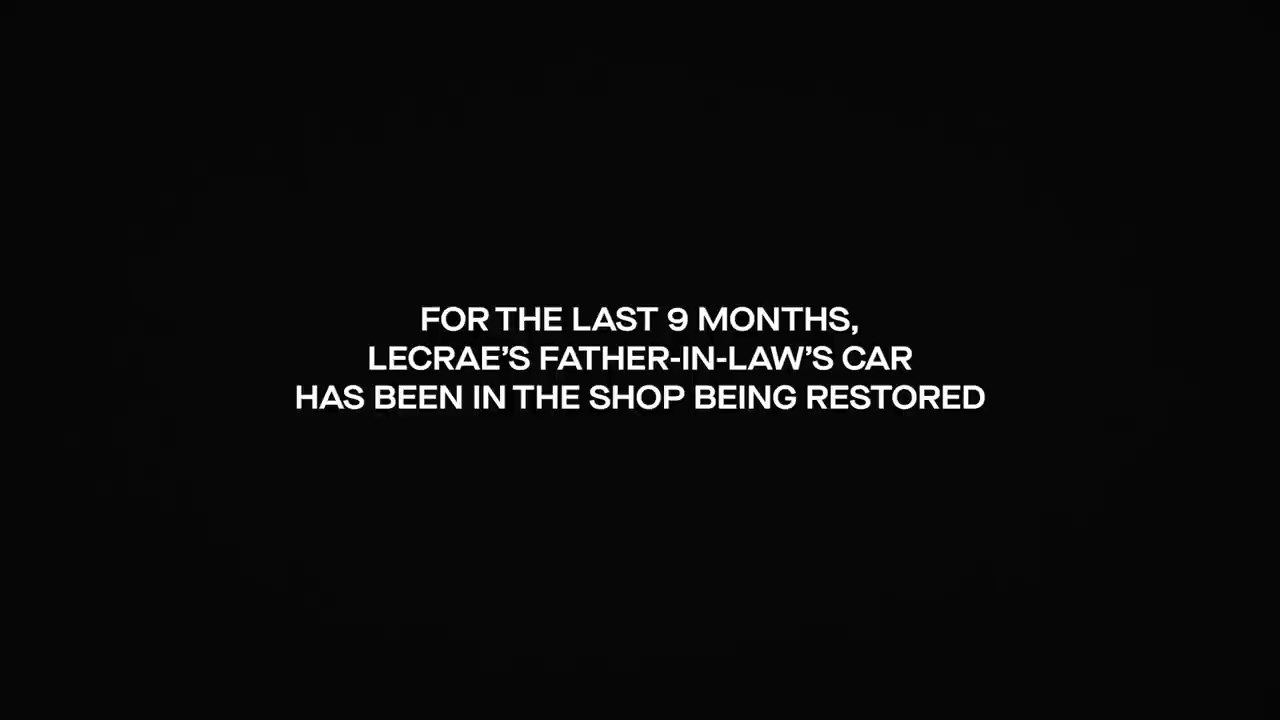 FOR THE LAST 9 MONTHS,
LECRAE’S FATHER-IN-LAW’S CAR
HAS BEEN IN THE SHOP BEING RESTORED